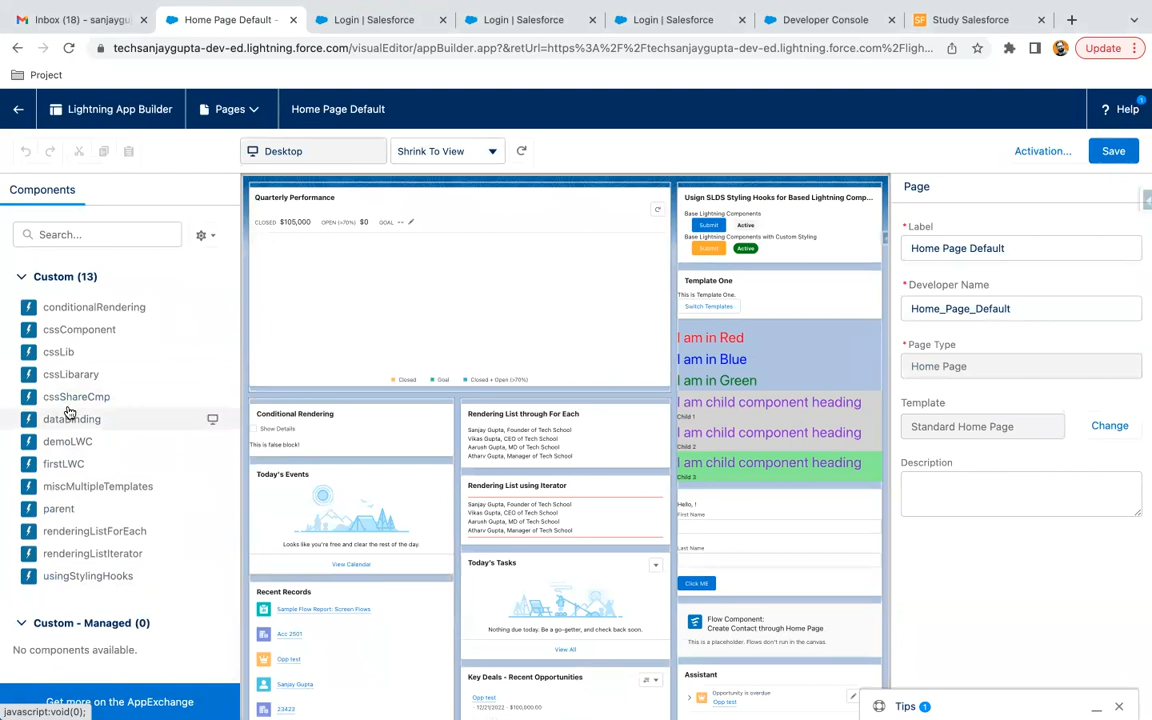 Inbox (18) - sanjaygu
Home Page Default -
Login | Salesforce
Login | Salesforce
Login | Salesforce
Developer Console
SF Study Salesforce
techsanjaygupta-dev-ed.lightning.force.com/visualEditor/appBuilder.app?&retUrl=https%3A%2F%2Ftechsanjaygupta-dev-ed.lightning.force.com%2Fligh...
Update
Project
Lightning App Builder
Pages
Home Page Default
? Help
1
Desktop
Shrink To View
Activation...
Save
Components
Search...
Custom (13)
conditionalRendering
cssComponent
cssLib
cssLibarary
cssShareCmp
databinding
demoLWC
firstLWC
miscMultipleTemplates
parent
renderingListForEach
renderingListIterator
usingStylingHooks
Custom - Managed (0)
No components available.
Get more on the AppExchange
javascript:void(0);
Quarterly Performance
CLOSED $105,000 OPEN (>70%) $0 GOAL --
Closed Goal Closed + Open (>70%)
Conditional Rendering
Show Details
This is false block!
Today's Events
Looks like you're free and clear the rest of the day.
View Calendar
Recent Records
Sample Flow Report: Screen Flows
Acc 2501
Opp test
Sanjay Gupta
23422
Rendering List through For Each
Sanjay Gupta, Founder of Tech School
Vikas Gupta, CEO of Tech School
Aarush Gupta, MD of Tech School
Atharv Gupta, Manager of Tech School
Rendering List using Iterator
Sanjay Gupta, Founder of Tech School
Vikas Gupta, CEO of Tech School
Aarush Gupta, MD of Tech School
Atharv Gupta, Manager of Tech School
Today's Tasks
Nothing due today. Be a go-getter, and check back soon.
View All
Key Deals - Recent Opportunities
Opp test
- 12/21/2022 - $100,000.00
Usign SLDS Styling Hooks for Based Lightning Comp...
Base Lightning Components
Submit Active
Base Lightning Components with Custom Styling
Submit Active
Template One
This is Template One.
Switch Templates
I am in Red
I am in Blue
I am in Green
I am child component heading
Child 1
I am child component heading
Child 2
I am child component heading
Child 3
Hello, !
First Name
Last Name
Click ME
Flow Component:
Create Contact through Home Page
This is a placeholder. Flows don't run in the canvas.
Assistant
Opportunity is overdue
Opp test
Page
*Label
Home Page Default
*Developer Name
Home_Page_Default
*Page Type
Home Page
Template
Standard Home Page
Change
Description
Tips 1